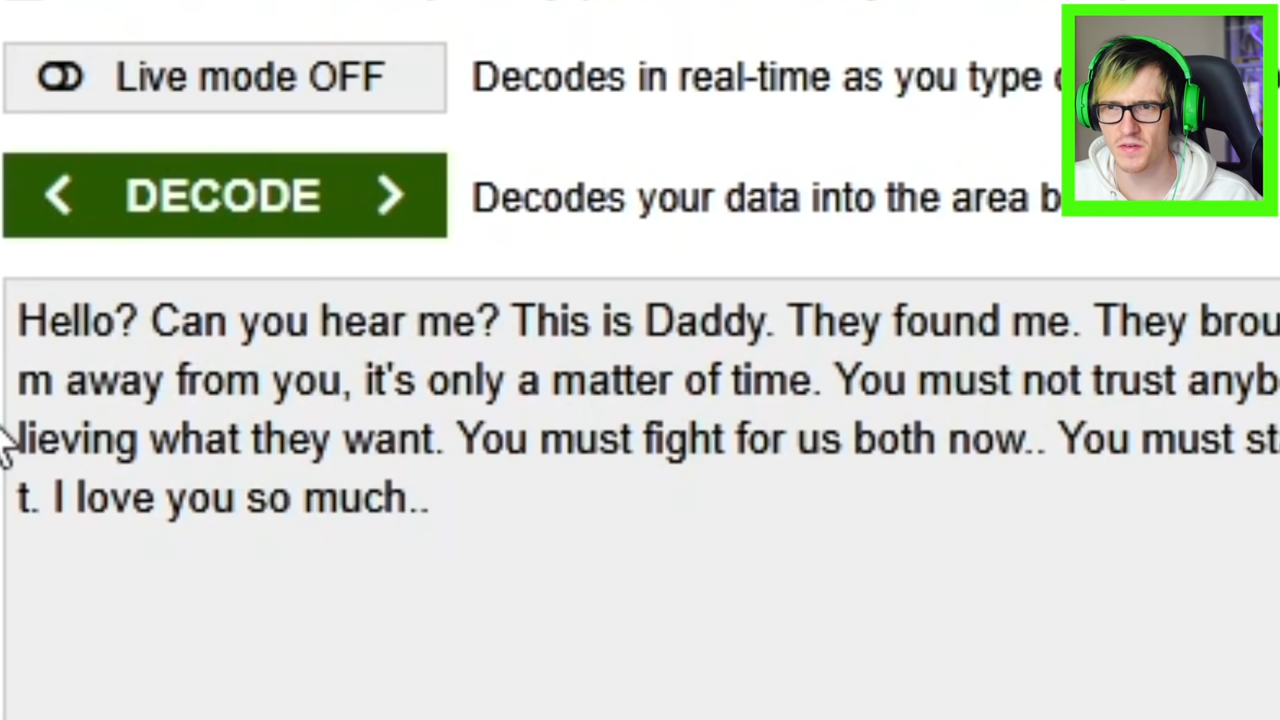 Live mode OFF
Decodes in real-time as you type
< DECODE >
Decodes your data into the area
Hello? Can you hear me? This is Daddy. They found me. They brou
m away from you, it's only a matter of time. You must not trust anyb
lieving what they want. You must fight for us both now.. You must st
t. I love you so much..